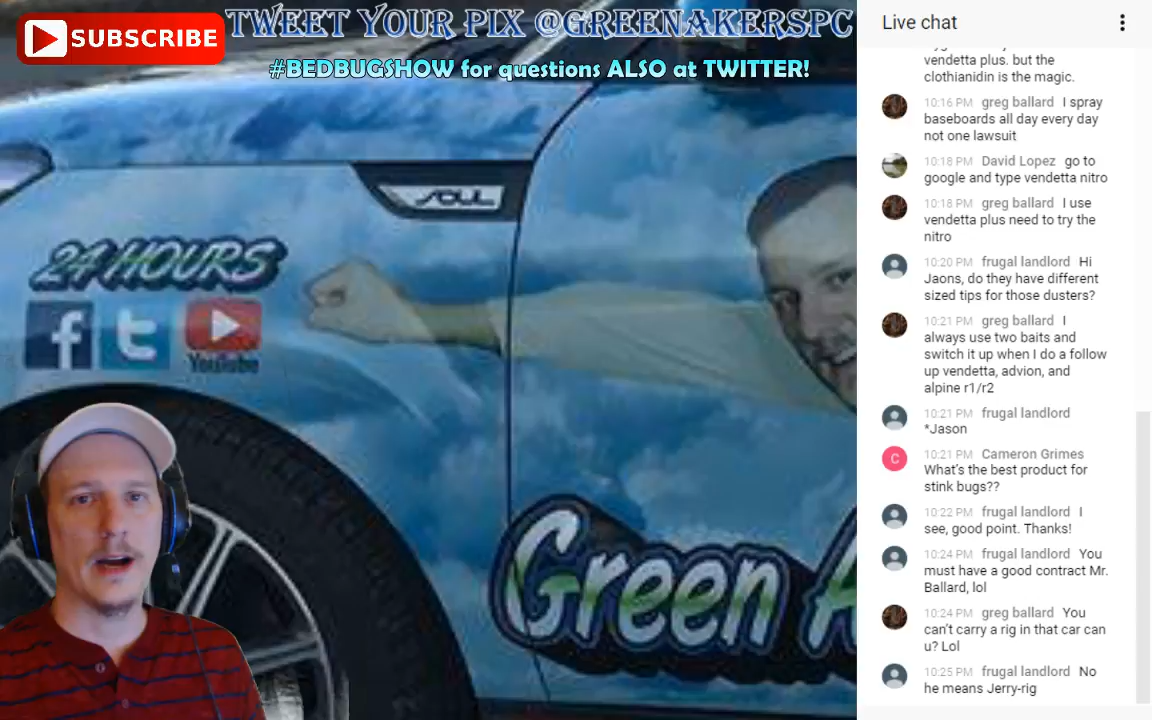 SUBSCRIBE
TWEET YOUR PIX @GREENAKERSPC
#BEDBUGSHOW for questions ALSO at TWITTER!
SOUL
24 HOURS
f t
YouTube
Green A
Live chat
vendetta plus. but the
clothianidin is the magic.
10:16 PM greg ballard I spray
baseboards all day every day
not one lawsuit
10:18 PM David Lopez go to
google and type vendetta nitro
10:18 PM greg ballard I use
vendetta plus need to try the
nitro
10:20 PM frugal landlord Hi
Jaons, do they have different
sized tips for those dusters?
10:21 PM greg ballard I
always use two baits and
switch it up when I do a follow
up vendetta, advion, and
alpine r1/r2
10:21 PM frugal landlord
*Jason
10:21 PM Cameron Grimes
C
What's the best product for
stink bugs??
10:22 PM frugal landlord I
see, good point. Thanks!
10:24 PM frugal landlord You
must have a good contract Mr.
Ballard, lol
10:24 PM greg ballard You
can't carry a rig in that car can
u? Lol
10:25 PM frugal landlord No
he means Jerry-rig